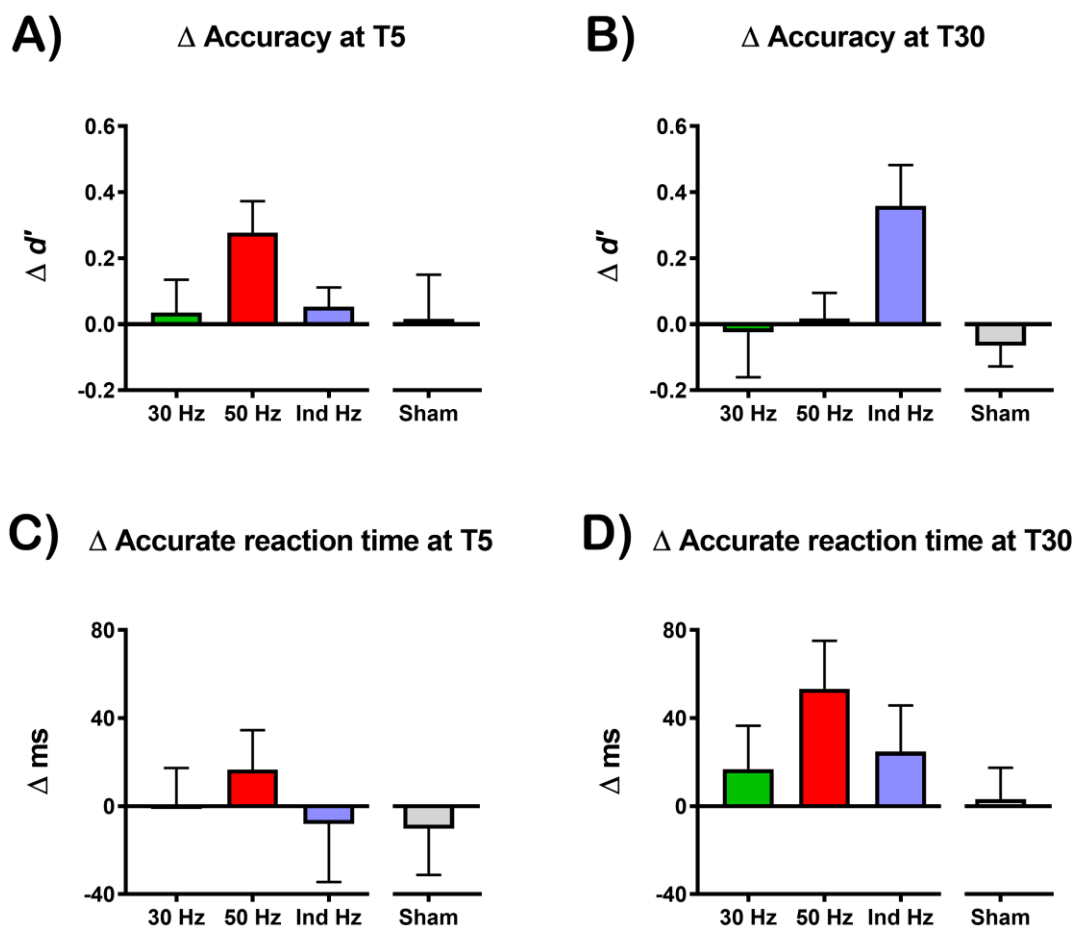 A) Δ Accuracy at T5
0.6
0.4
0.2
0.0
-0.2
Δ d'
30 Hz 50 Hz Ind Hz Sham
B) Δ Accuracy at T30
0.6
0.4
0.2
0.0
-0.2
Δ d'
30 Hz 50 Hz Ind Hz Sham
C) Δ Accurate reaction time at T5
80
40
0
-40
Δ ms
30 Hz 50 Hz Ind Hz Sham
D) Δ Accurate reaction time at T30
80
40
0
-40
Δ ms
30 Hz 50 Hz Ind Hz Sham